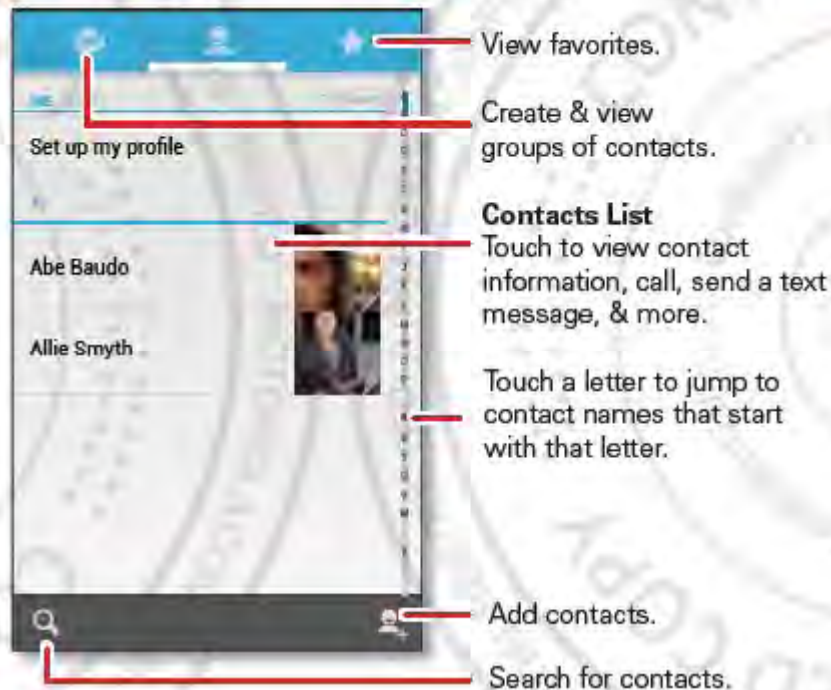 View favorites.
Create & view
groups of contacts.
ME
Set up my profile
Contacts List
Touch to view contact
information, call, send a text
message, & more.
Abe Baudo
Allie Smyth
Touch a letter to jump to
contact names that start
with that letter.
Add contacts.
Search for contacts.
COPY